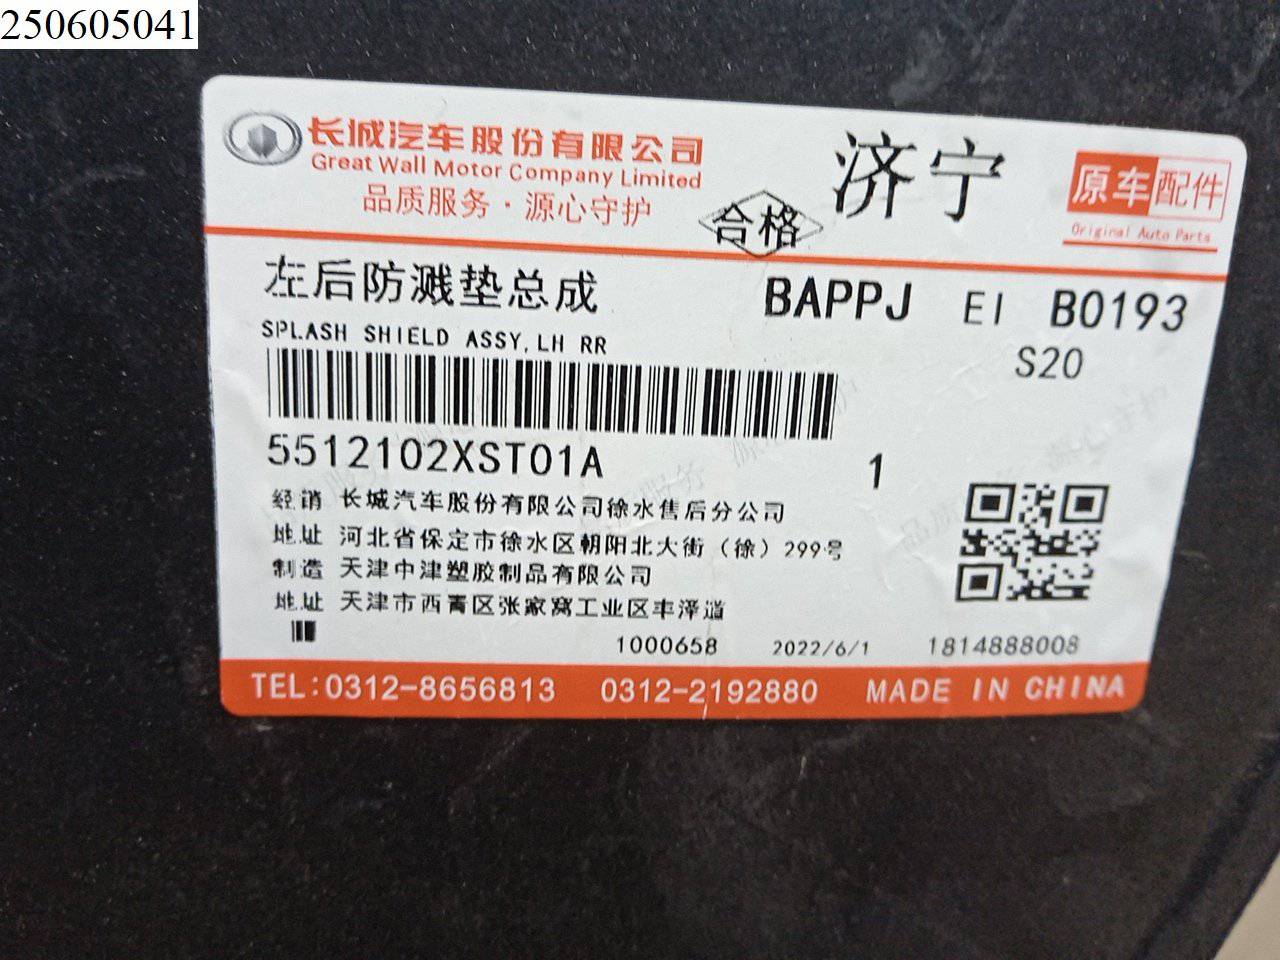 250605041
长城汽车股份有限公司
Great Wall Motor Company Limited
品质服务·源心守护
合格
济宁
原车配件
Original Auto Parts
左后防溅垫总成
BAPPJ EI B0193
SPLASH SHIELD ASSY,LH RR
S20
5512102XST01A
1
经销 长城汽车股份有限公司徐水售后分公司
地址 河北省保定市徐水区朝阳北大街（徐）299号
制造 天津中津塑胶制品有限公司
地址 天津市西青区张家窝工业区丰泽道
1000658 2022/6/1 1814888008
TEL:0312-8656813 0312-2192880 MADE IN CHINA